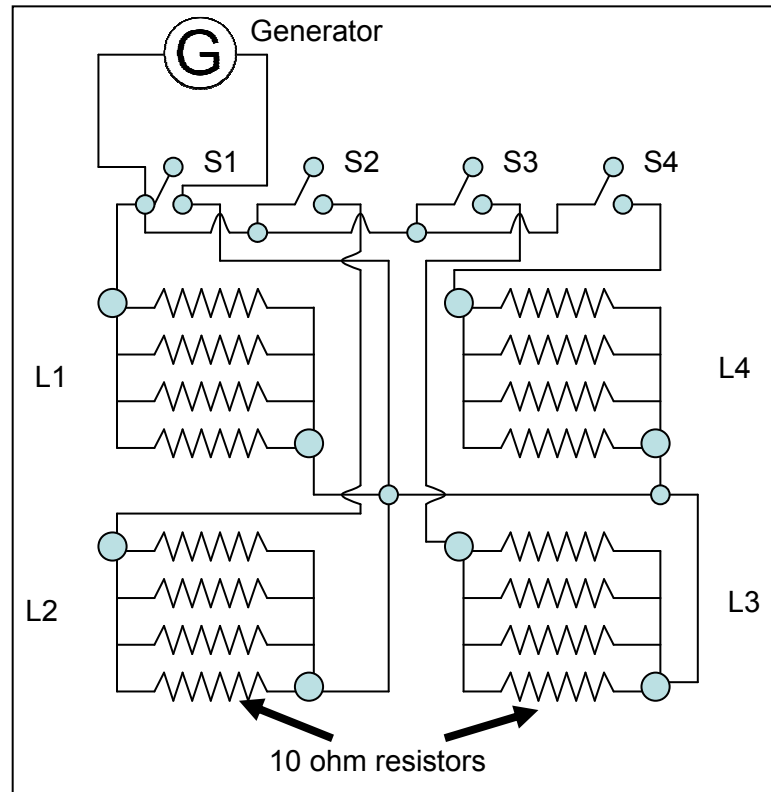 Generator
G
S1 S2 S3 S4
L1 L4
L2 L3
10 ohm resistors